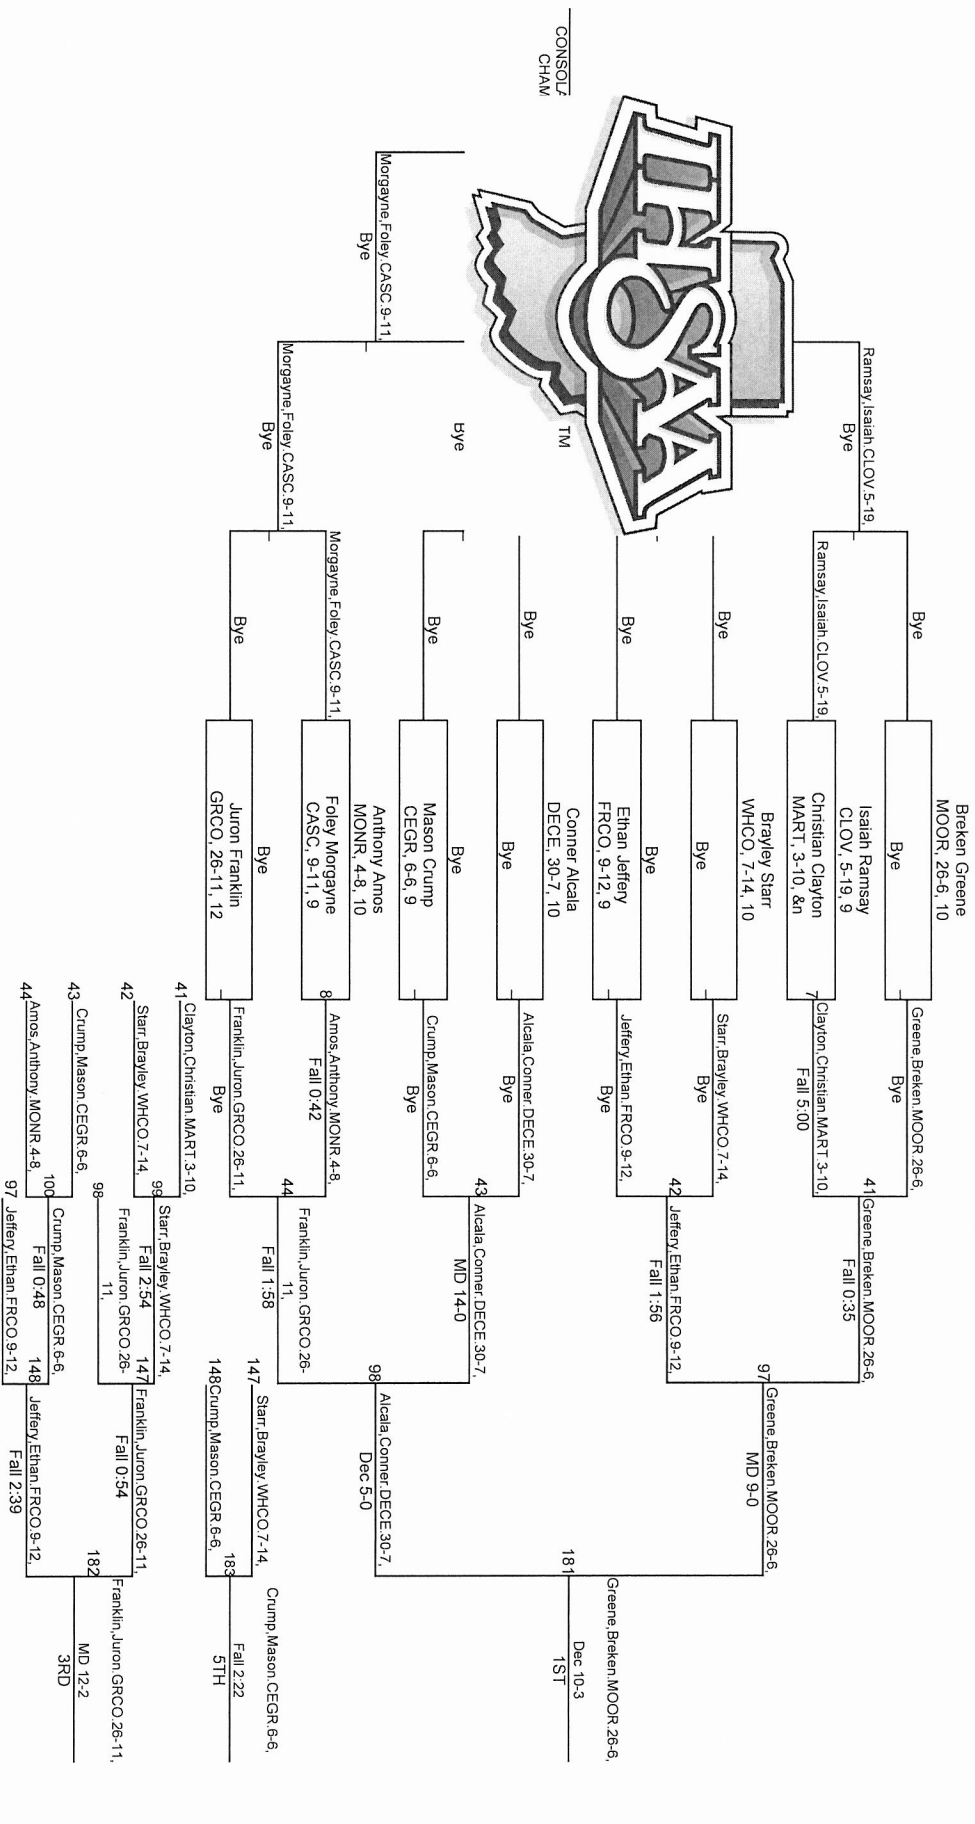 Breken Greene
MOOR, 26-6, 10
Bye
Isaiah Ramsay
CLOV, 5-19, 9
Christian Clayton
MART, 3-10, &n
Brayley Starr
WHCO, 7-14, 10
Bye
Bye
Ethan Jeffery
FRCO, 9-12, 9
Conner Alcala
DECE, 30-7, 10
Bye
Bye
Mason Crump
CEGR, 6-6, 9
Anthony Amos
MONR, 4-8, 10
Foley Morgayne
CASC, 9-11, 9
Bye
Juron Franklin
GRCO, 26-11, 12
Greene,Breken.MOOR.26-6,
Bye
7
Clayton,Christian.MART.3-10,
Fall 5:00
Starr,Brayley.WHCO.7-14,
Bye
Jeffery,Ethan.FRCO.9-12,
Bye
Alcala,Conner.DECE.30-7,
Bye
Crump,Mason.CEGR.6-6,
Bye
8
Amos,Anthony.MONR.4-8,
Fall 0:42
Franklin,Juron.GRCO.26-11,
Bye
41
Greene,Breken.MOOR.26-6,
Fall 0:35
42
Jeffery,Ethan.FRCO.9-12,
Fall 1:56
43
Alcala,Conner.DECE.30-7,
MD 14-0
44
Franklin,Juron.GRCO.26-
11,
Fall 1:58
97
Greene,Breken.MOOR.26-6,
MD 9-0
98
Alcala,Conner.DECE.30-7,
Dec 5-0
181
Greene,Breken.MOOR.26-6,
Dec 10-3
1ST
147
Starr,Brayley.WHCO.7-14,
148
Crump,Mason.CEGR.6-6,
183
Crump,Mason.CEGR.6-6,
Fall 2:22
5TH
41
Clayton,Christian.MART.3-10,
42
Starr,Brayley.WHCO.7-14,
99
Starr,Brayley.WHCO.7-14,
Fall 2:54
98
Franklin,Juron.GRCO.26-
11,
147
Franklin,Juron.GRCO.26-11,
Fall 0:54
43
Crump,Mason.CEGR.6-6,
44
Amos,Anthony.MONR.4-8,
100
Crump,Mason.CEGR.6-6,
Fall 0:48
97
Jeffery,Ethan.FRCO.9-12,
148
Jeffery,Ethan.FRCO.9-12,
Fall 2:39
182
Franklin,Juron.GRCO.26-11,
MD 12-2
3RD
Bye
Ramsay,Isaiah.CLOV.5-19,
Bye
Bye
Bye
Bye
Morgayne,Foley.CASC.9-11,
Bye
Ramsay,Isaiah.CLOV.5-19,
Bye
Bye
Morgayne,Foley.CASC.9-11,
Bye
Morgayne,Foley.CASC.9-11,
Bye
IHSAA
TM
CONSOLA
CHAM